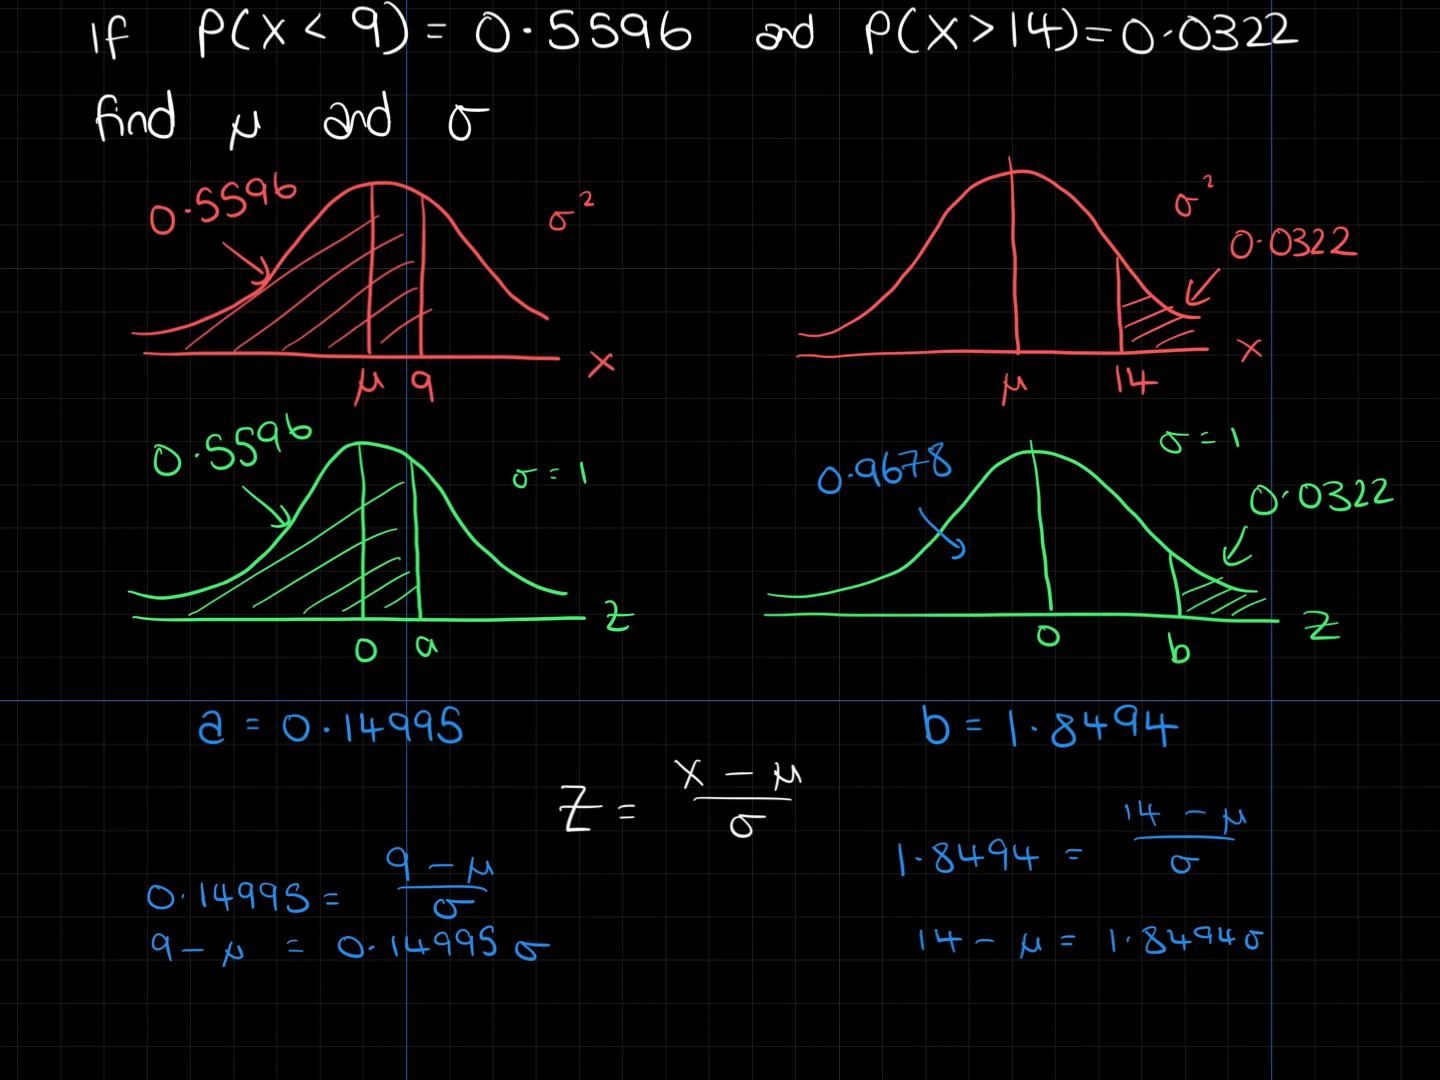 If P(X < 9) = 0.5596 and P(X > 14) = 0.0322
find μ and σ
0.5596
σ²
μ 9
X
σ²
0.0322
μ 14
X
0.5596
σ = 1
0 a
Z
0.9678
σ = 1
0.0322
0 b
Z
a = 0.14995
b = 1.8494
Z = (x − μ)/σ
0.14995 = (9 − μ)/σ
9 − μ = 0.14995 σ
1.8494 = (14 − μ)/σ
14 − μ = 1.8494 σ